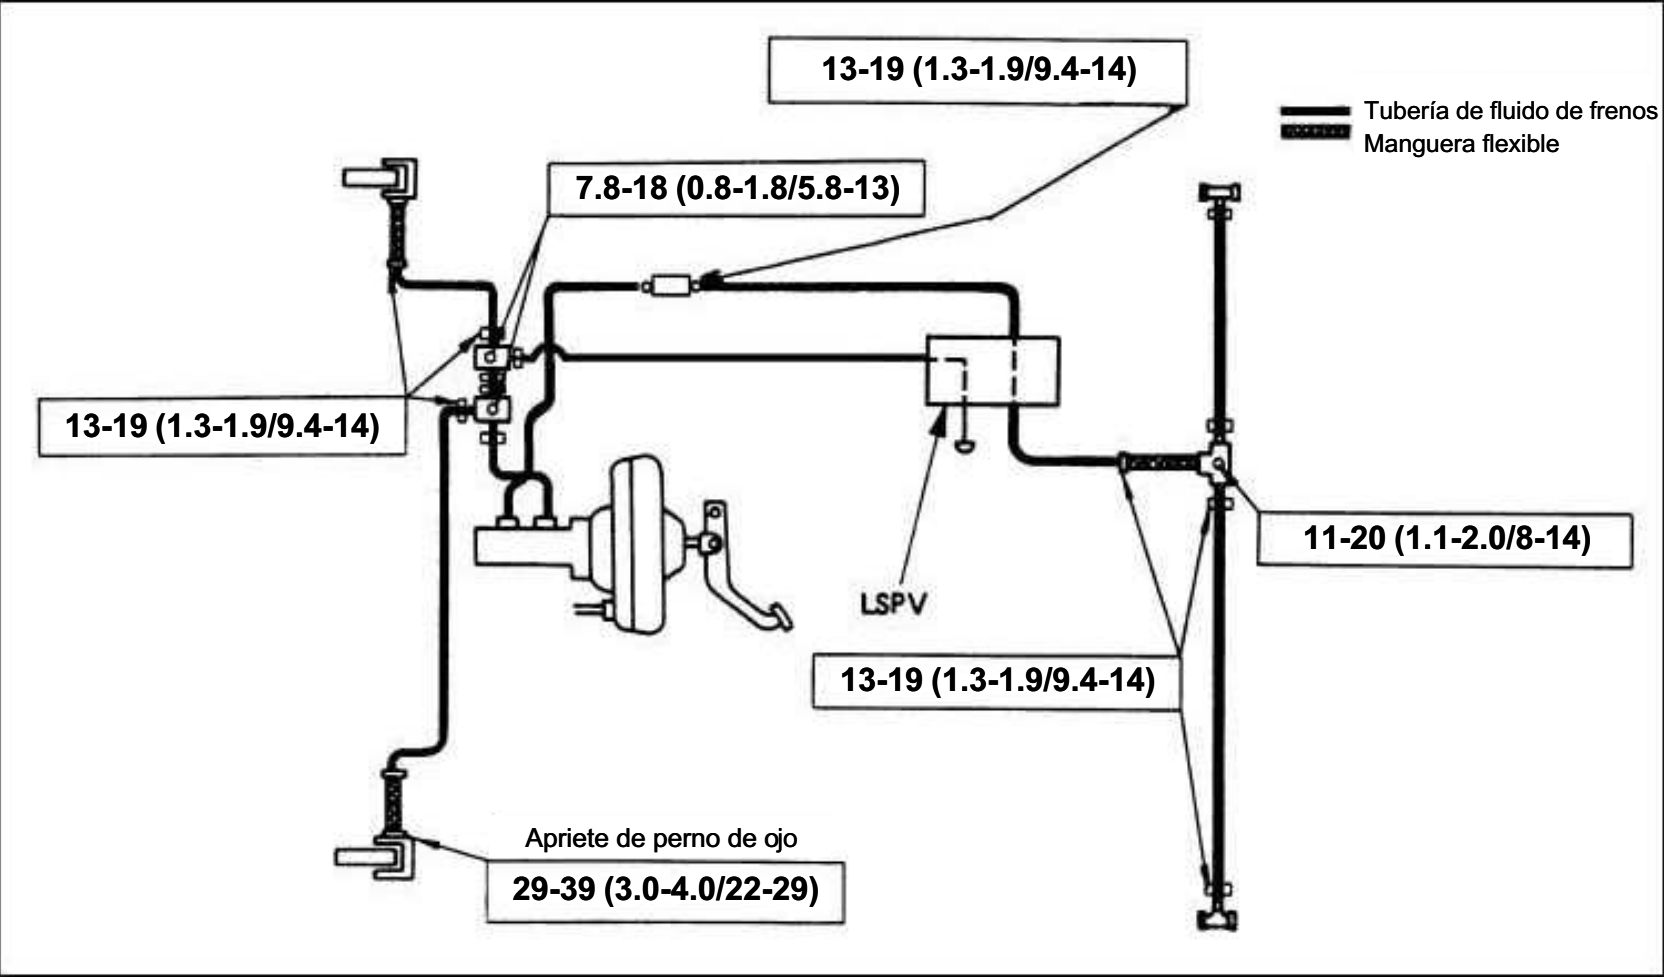 13-19 (1.3-1.9/9.4-14)
Tubería de fluido de frenos
Manguera flexible
7.8-18 (0.8-1.8/5.8-13)
13-19 (1.3-1.9/9.4-14)
11-20 (1.1-2.0/8-14)
LSPV
13-19 (1.3-1.9/9.4-14)
Apriete de perno de ojo
29-39 (3.0-4.0/22-29)